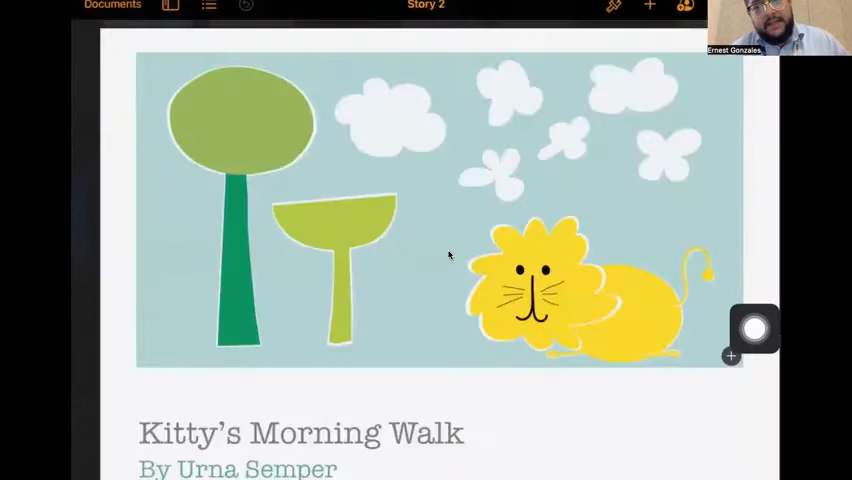 Documents
Story 2
Ernest Gonzales
Kitty's Morning Walk
By Urna Semper